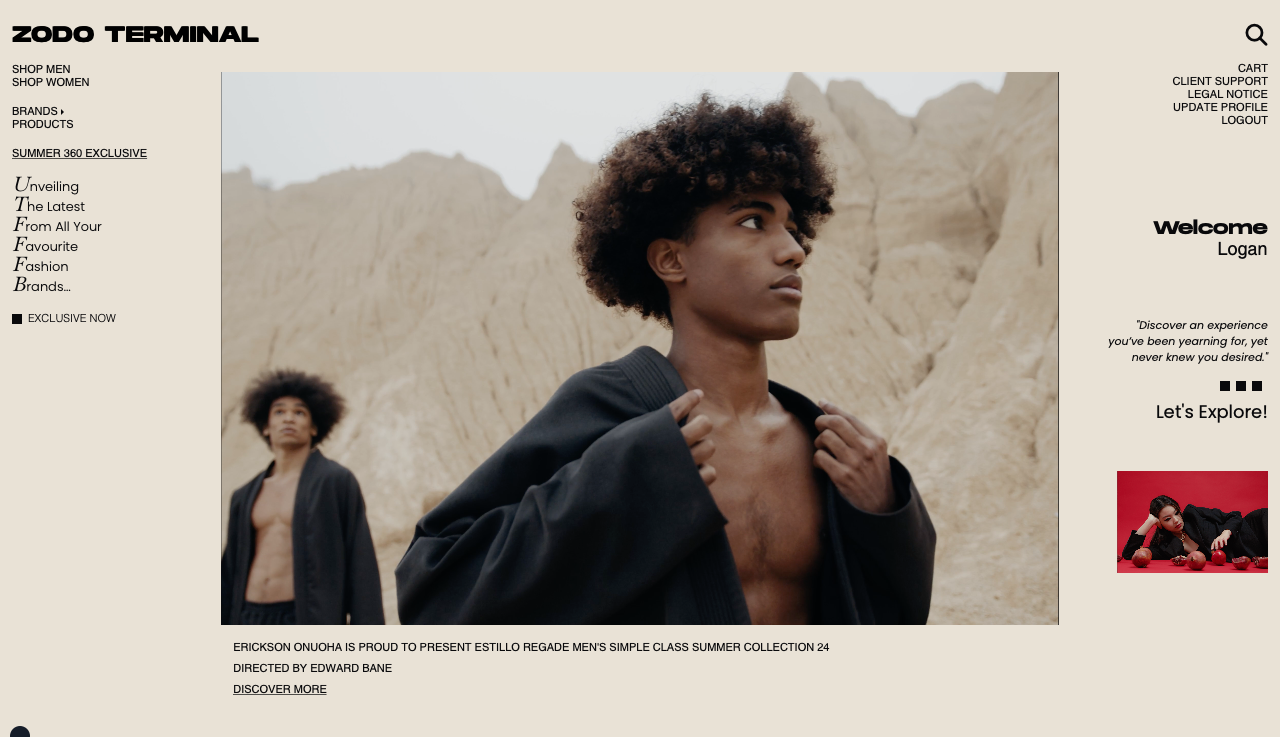 ZODO TERMINAL
SHOP MEN
SHOP WOMEN
BRANDS
PRODUCTS
SUMMER 360 EXCLUSIVE
Unveiling
The Latest
From All Your
Favourite
Fashion
Brands...
EXCLUSIVE NOW
ERICKSON ONUOHA IS PROUD TO PRESENT ESTILLO REGADE MEN'S SIMPLE CLASS SUMMER COLLECTION 24
DIRECTED BY EDWARD BANE
DISCOVER MORE
CART
CLIENT SUPPORT
LEGAL NOTICE
UPDATE PROFILE
LOGOUT
Welcome
Logan
"Discover an experience
you’ve been yearning for, yet
never knew you desired."
Let's Explore!